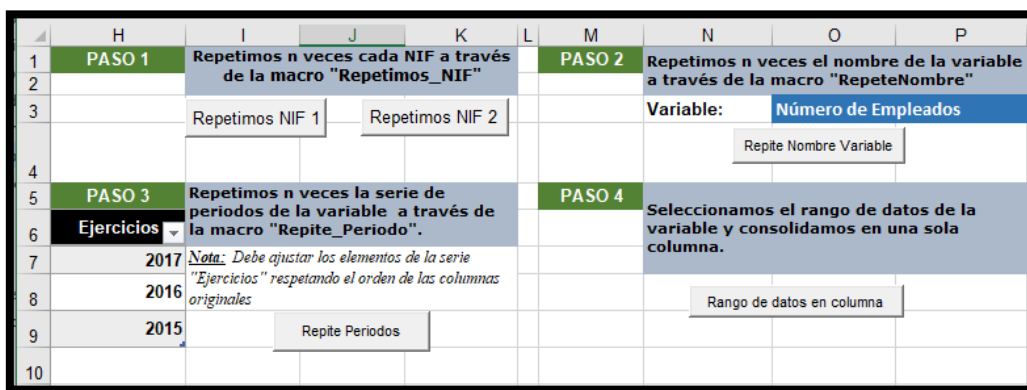 H I J K L M N O P
1 PASO 1 Repetimos n veces cada NIF a través PASO 2 Repetimos n veces el nombre de la variable
2 de la macro "Repetimos_NIF" a través de la macro "RepeteNombre"
3 Repetimos NIF 1 Repetimos NIF 2 Variable: Número de Empleados
4 Repite Nombre Variable
5 PASO 3 Repetimos n veces la serie de PASO 4
periodos de la variable a través de Seleccionamos el rango de datos de la
6 Ejercicios la macro "Repite_Periodo". variable y consolidamos en una sola
columna.
7 2017 Nota: Debe ajustar los elementos de la serie
"Ejercicios" respetando el orden de las columnas
8 2016 originales Rango de datos en columna
9 2015 Repite Periodos
10